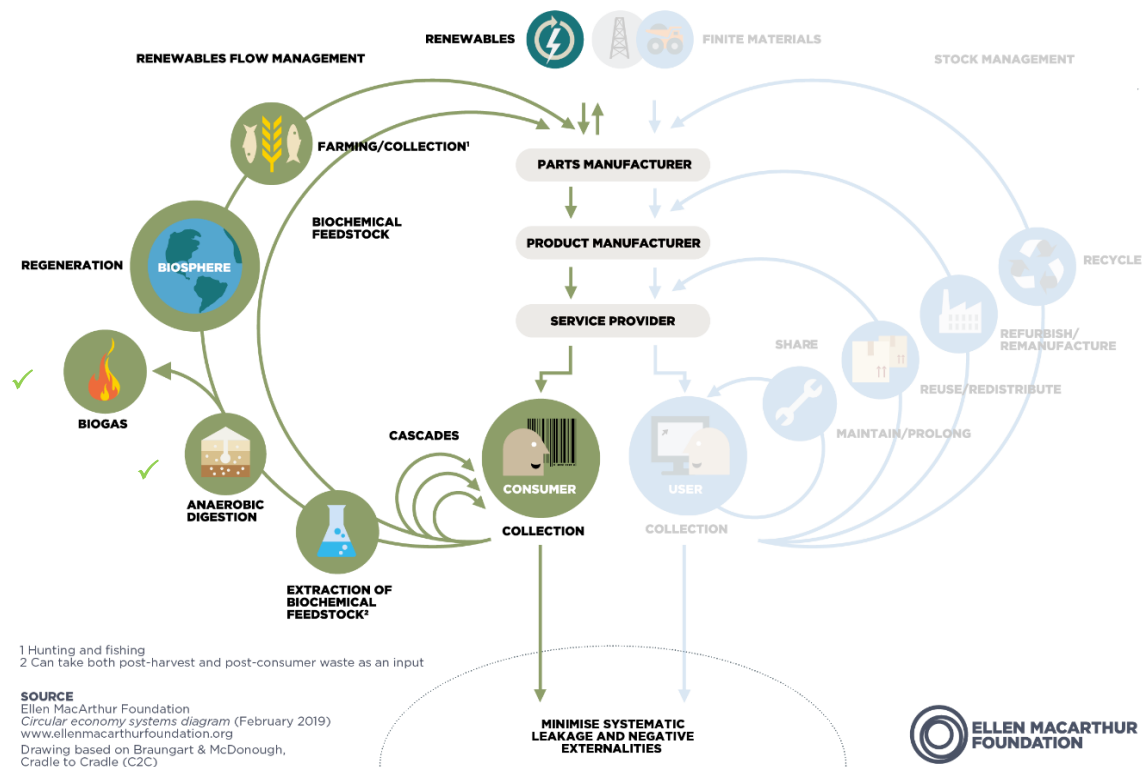 RENEWABLES
FINITE MATERIALS
RENEWABLES FLOW MANAGEMENT
STOCK MANAGEMENT
FARMING/COLLECTION¹
PARTS MANUFACTURER
BIOCHEMICAL
FEEDSTOCK
PRODUCT MANUFACTURER
REGENERATION
BIOSPHERE
RECYCLE
SERVICE PROVIDER
SHARE
REFURBISH/
REMANUFACTURE
REUSE/REDISTRIBUTE
BIOGAS
CASCADES
MAINTAIN/PROLONG
CONSUMER
USER
ANAEROBIC
DIGESTION
COLLECTION
COLLECTION
EXTRACTION OF
BIOCHEMICAL
FEEDSTOCK²
1 Hunting and fishing
2 Can take both post-harvest and post-consumer waste as an input
SOURCE
Ellen MacArthur Foundation
Circular economy systems diagram (February 2019)
www.ellenmacarthurfoundation.org
Drawing based on Braungart & McDonough,
Cradle to Cradle (C2C)
MINIMISE SYSTEMATIC
LEAKAGE AND NEGATIVE
EXTERNALITIES
ELLEN MACARTHUR
FOUNDATION